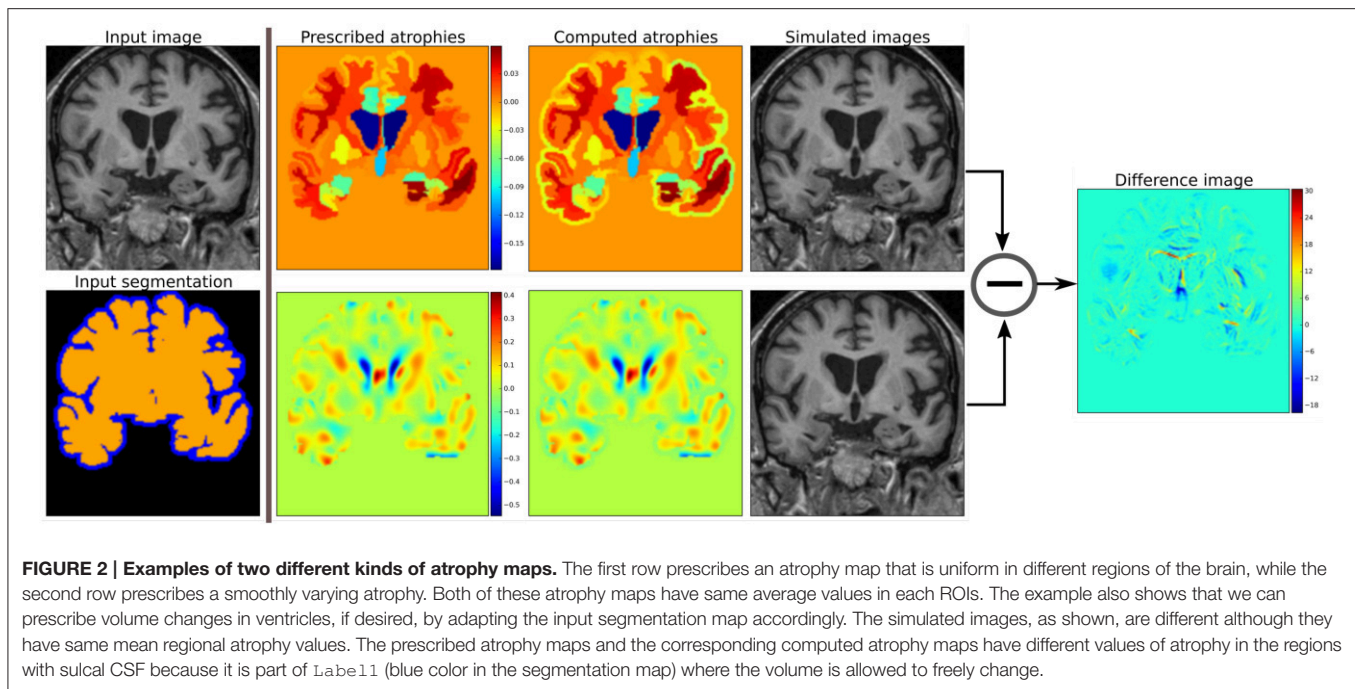 Input image
Prescribed atrophies
Computed atrophies
Simulated images
0.03
0.00
−0.03
−0.06
−0.09
−0.12
−0.15
Difference image
30
24
18
12
6
0
−6
−12
−18
Input segmentation
0.4
0.3
0.2
0.1
0.0
−0.1
−0.2
−0.3
−0.4
−0.5
FIGURE 2 | Examples of two different kinds of atrophy maps. The first row prescribes an atrophy map that is uniform in different regions of the brain, while the
second row prescribes a smoothly varying atrophy. Both of these atrophy maps have same average values in each ROIs. The example also shows that we can
prescribe volume changes in ventricles, if desired, by adapting the input segmentation map accordingly. The simulated images, as shown, are different although they
have same mean regional atrophy values. The prescribed atrophy maps and the corresponding computed atrophy maps have different values of atrophy in the regions
with sulcal CSF because it is part of Label1 (blue color in the segmentation map) where the volume is allowed to freely change.